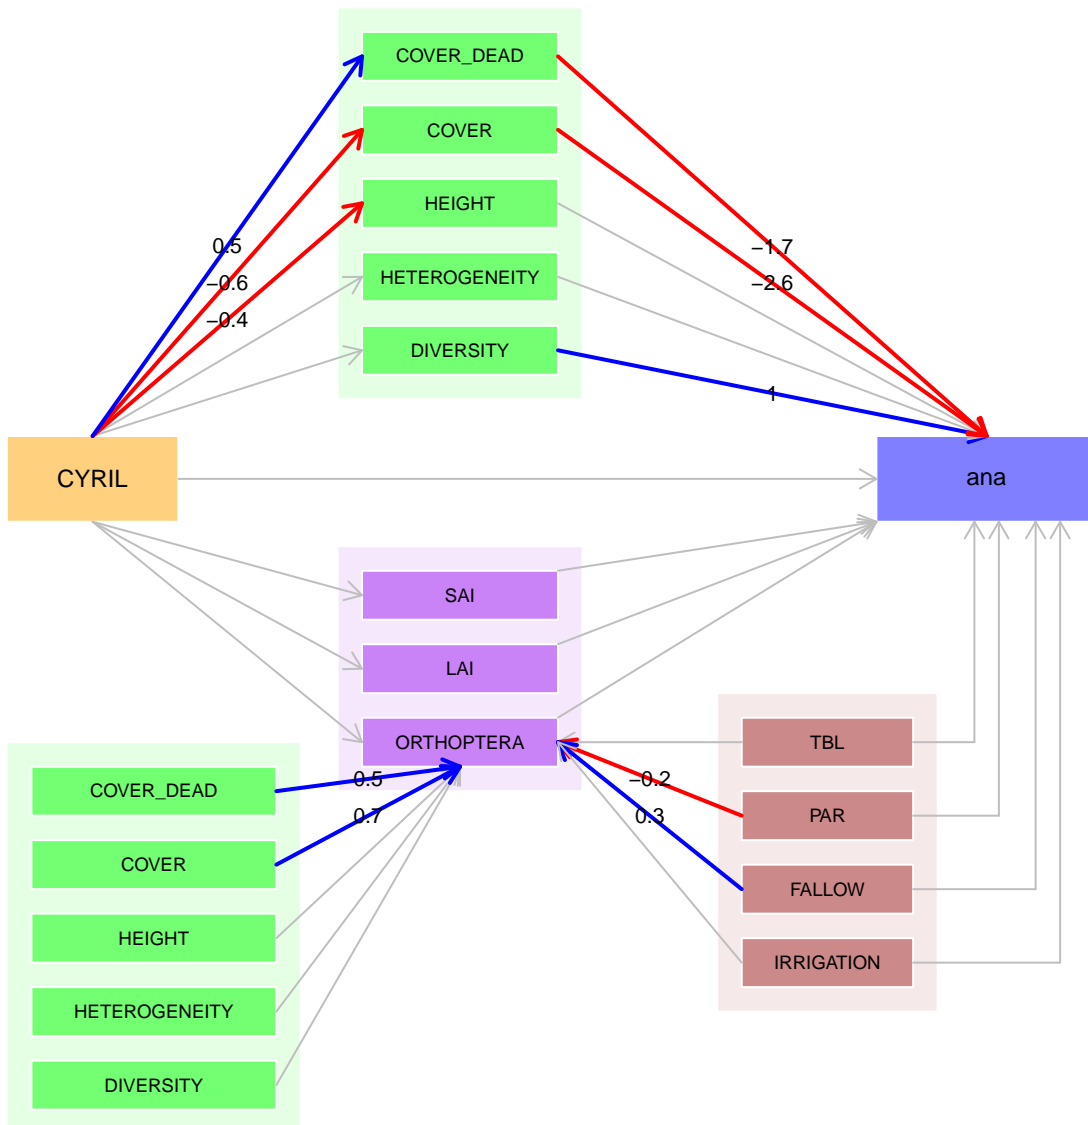 COVER_DEAD
COVER
HEIGHT
HETEROGENEITY
DIVERSITY
0.5
−0.6
−0.4
−1.7
−2.6
1
CYRIL
ana
SAI
LAI
ORTHOPTERA
COVER_DEAD
COVER
HEIGHT
HETEROGENEITY
DIVERSITY
0.5
0.7
−0.2
0.3
TBL
PAR
FALLOW
IRRIGATION